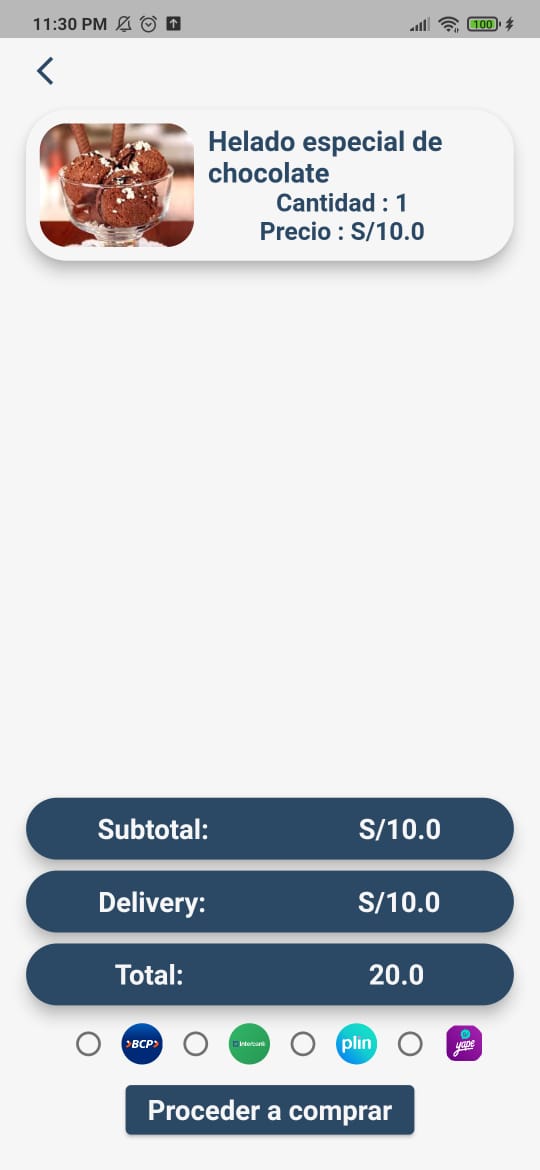 11:30 PM 100
Helado especial de
chocolate
Cantidad : 1
Precio : S/10.0
Subtotal: S/10.0
Delivery: S/10.0
Total: 20.0
BCP Interbank plin yape
Proceder a comprar